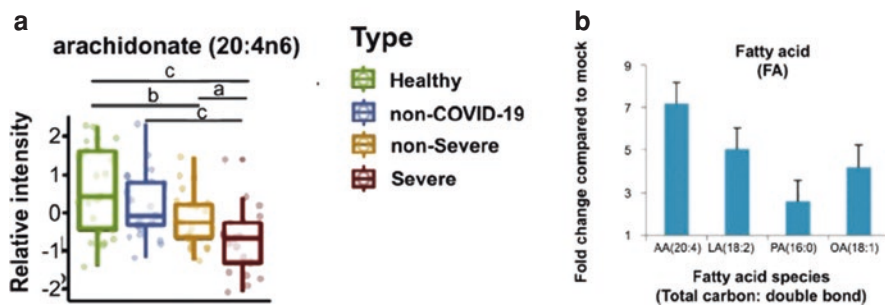 a
arachidonate (20:4n6)
c
a
b
c
Relative intensity
2
1
0
-1
-2
Type
Healthy
non-COVID-19
non-Severe
Severe
b
Fatty acid
(FA)
Fold change compared to mock
9
7
5
3
1
AA(20:4) LA(18:2) PA(16:0) OA(18:1)
Fatty acid species
(Total carbon: double bond)